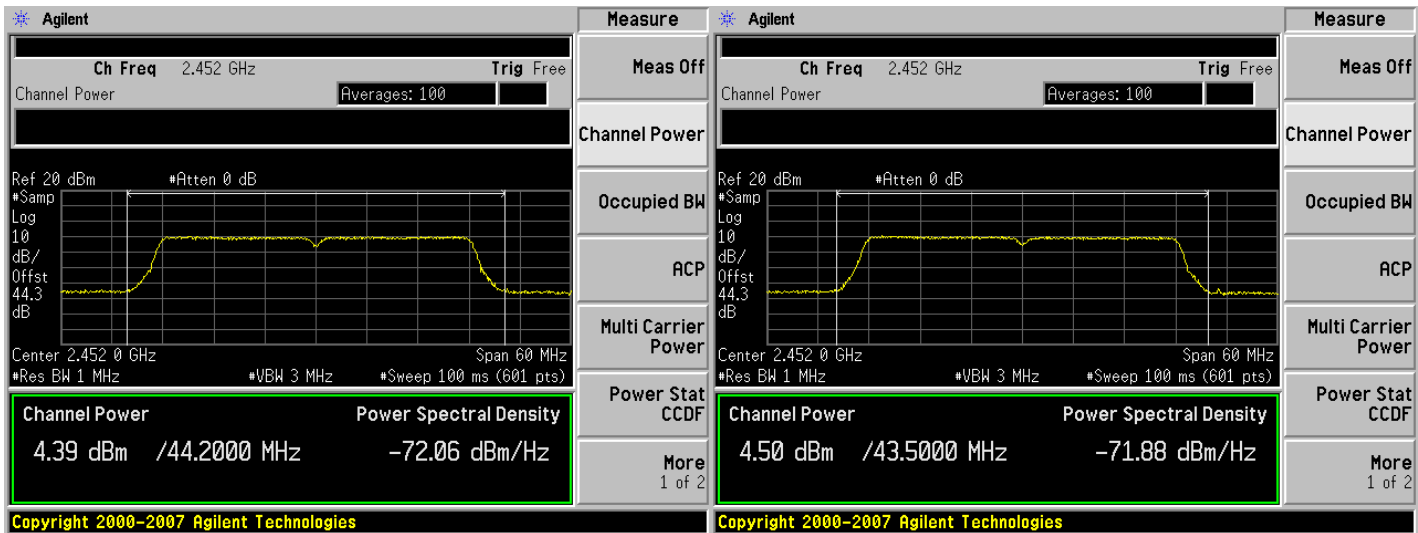 Agilent
Measure
Ch Freq 2.452 GHz Trig Free
Meas Off
Channel Power Averages: 100
Channel Power
Ref 20 dBm #Atten 0 dB
#Samp
Occupied BW
Log
10
dB/
ACP
Offst
44.3
dB
Multi Carrier
Power
Center 2.452 0 GHz Span 60 MHz
#Res BW 1 MHz #VBW 3 MHz #Sweep 100 ms (601 pts)
Power Stat
CCDF
Channel Power Power Spectral Density
4.39 dBm /44.2000 MHz -72.06 dBm/Hz
More
1 of 2
Copyright 2000-2007 Agilent Technologies
Agilent
Measure
Ch Freq 2.452 GHz Trig Free
Meas Off
Channel Power Averages: 100
Channel Power
Ref 20 dBm #Atten 0 dB
#Samp
Occupied BW
Log
10
dB/
ACP
Offst
44.3
dB
Multi Carrier
Power
Center 2.452 0 GHz Span 60 MHz
#Res BW 1 MHz #VBW 3 MHz #Sweep 100 ms (601 pts)
Power Stat
CCDF
Channel Power Power Spectral Density
4.50 dBm /43.5000 MHz -71.88 dBm/Hz
More
1 of 2
Copyright 2000-2007 Agilent Technologies